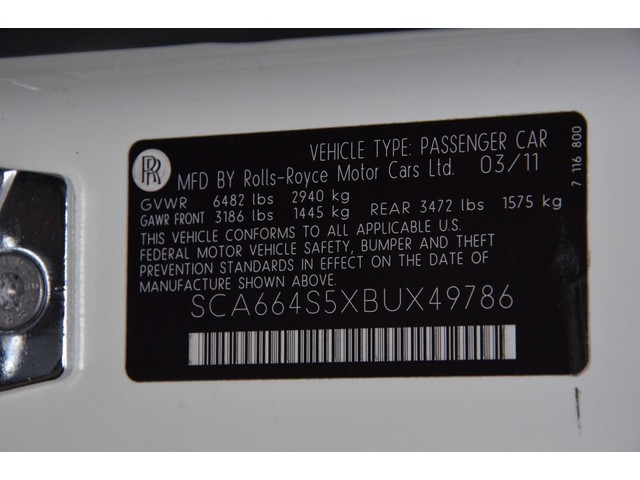 VEHICLE TYPE: PASSENGER CAR
RR MFD BY Rolls-Royce Motor Cars Ltd. 03/11
GVWR 6482 lbs 2940 kg
GAWR FRONT 3186 lbs 1445 kg REAR 3472 lbs 1575 kg
THIS VEHICLE CONFORMS TO ALL APPLICABLE U.S.
FEDERAL MOTOR VEHICLE SAFETY, BUMPER AND THEFT
PREVENTION STANDARDS IN EFFECT ON THE DATE OF
MANUFACTURE SHOWN ABOVE.
SCA664S5XBUX49786
7 116 800